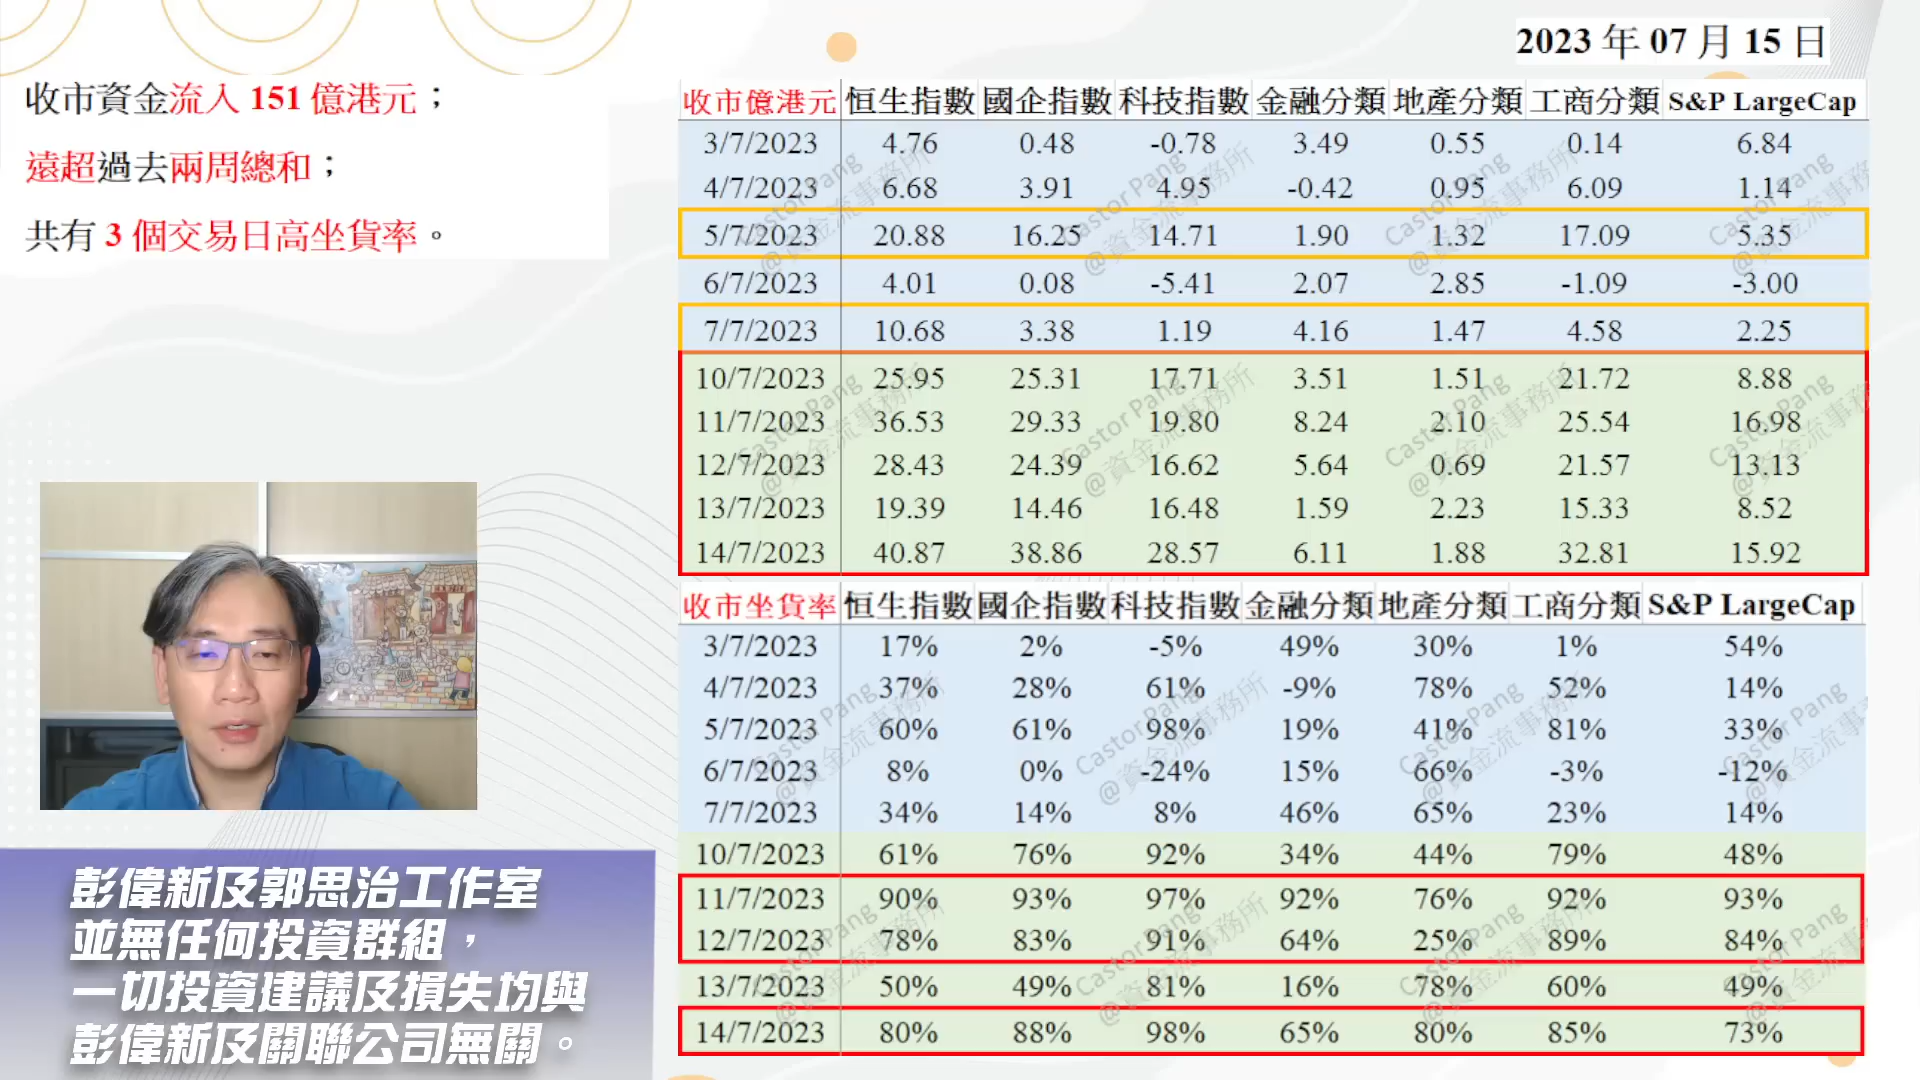 2023 年 07 月 15 日
收市資金流入 151 億港元；
遠超過去兩周總和；
共有 3 個交易日高坐貨率。
收市億港元 恒生指數 國企指數 科技指數 金融分類 地產分類 工商分類 S&P LargeCap
3/7/2023 4.76 0.48 -0.78 3.49 0.55 0.14 6.84
4/7/2023 6.68 3.91 4.95 -0.42 0.95 6.09 1.14
5/7/2023 20.88 16.25 14.71 1.90 1.32 17.09 5.35
6/7/2023 4.01 0.08 -5.41 2.07 2.85 -1.09 -3.00
7/7/2023 10.68 3.38 1.19 4.16 1.47 4.58 2.25
10/7/2023 25.95 25.31 17.71 3.51 1.51 21.72 8.88
11/7/2023 36.53 29.33 19.80 8.24 2.10 25.54 16.98
12/7/2023 28.43 24.39 16.62 5.64 0.69 21.57 13.13
13/7/2023 19.39 14.46 16.48 1.59 2.23 15.33 8.52
14/7/2023 40.87 38.86 28.57 6.11 1.88 32.81 15.92
收市坐貨率 恒生指數 國企指數 科技指數 金融分類 地產分類 工商分類 S&P LargeCap
3/7/2023 17% 2% -5% 49% 30% 1% 54%
4/7/2023 37% 28% 61% -9% 78% 52% 14%
5/7/2023 60% 61% 98% 19% 41% 81% 33%
6/7/2023 8% 0% -24% 15% 66% -3% -12%
7/7/2023 34% 14% 8% 46% 65% 23% 14%
10/7/2023 61% 76% 92% 34% 44% 79% 48%
11/7/2023 90% 93% 97% 92% 76% 92% 93%
12/7/2023 78% 83% 91% 64% 25% 89% 84%
13/7/2023 50% 49% 81% 16% 78% 60% 49%
14/7/2023 80% 88% 98% 65% 80% 85% 73%
Castor Pang
@資金流事務所
彭偉新及郭思治工作室
並無任何投資群組，
一切投資建議及損失均與
彭偉新及關聯公司無關。